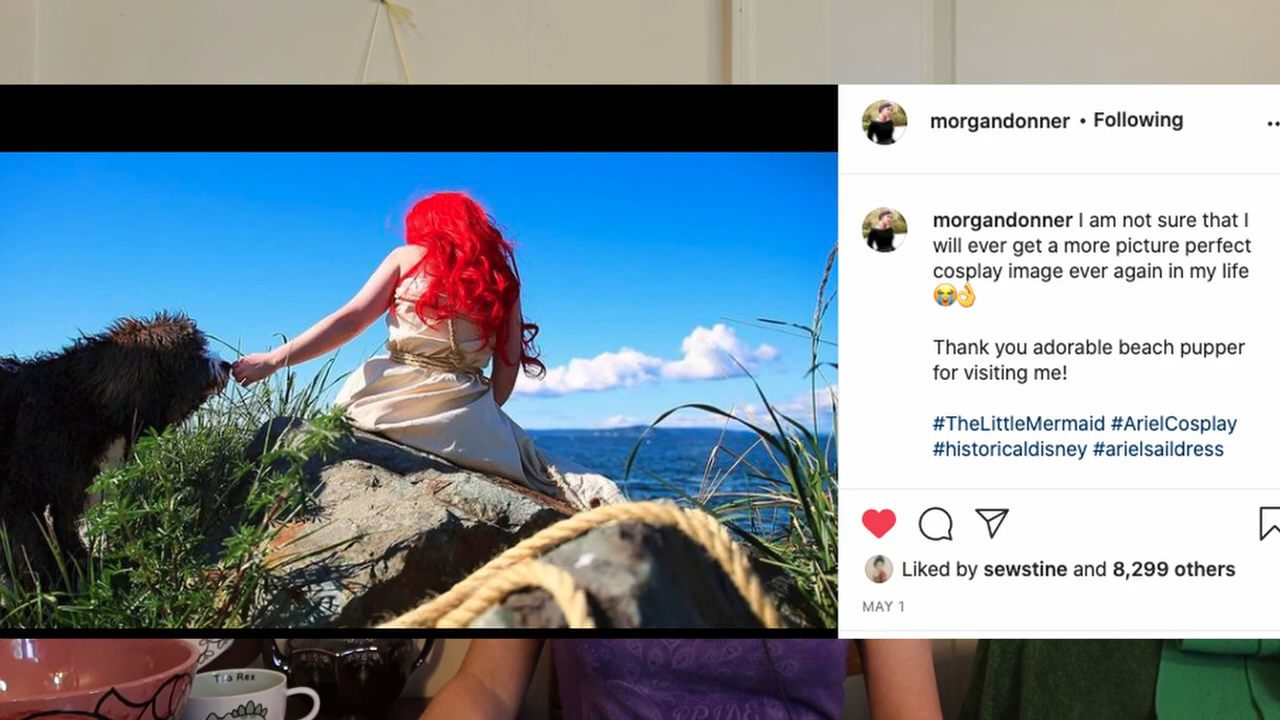 morgandonner • Following
morgandonner I am not sure that I
will ever get a more picture perfect
cosplay image ever again in my life
😭👌
Thank you adorable beach pupper
for visiting me!
#TheLittleMermaid #ArielCosplay
#historicaldisney #arielsaildress
Liked by sewstine and 8,299 others
MAY 1
Tea Rex
PRIDE